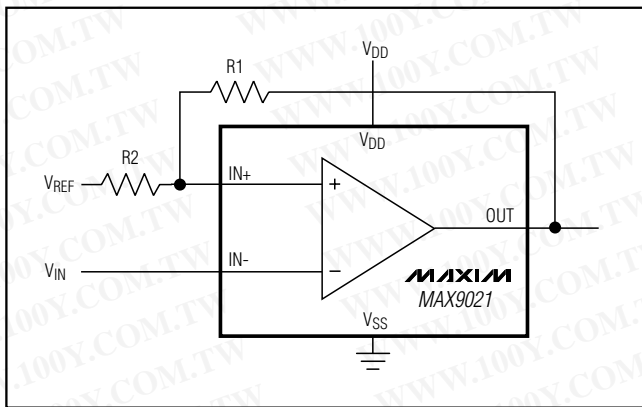 V_DD
R1
V_DD
R2
V_REF
IN+
+
OUT
V_IN
IN-
−
MAXIM
MAX9021
V_SS
WWW.100Y.COM.TW